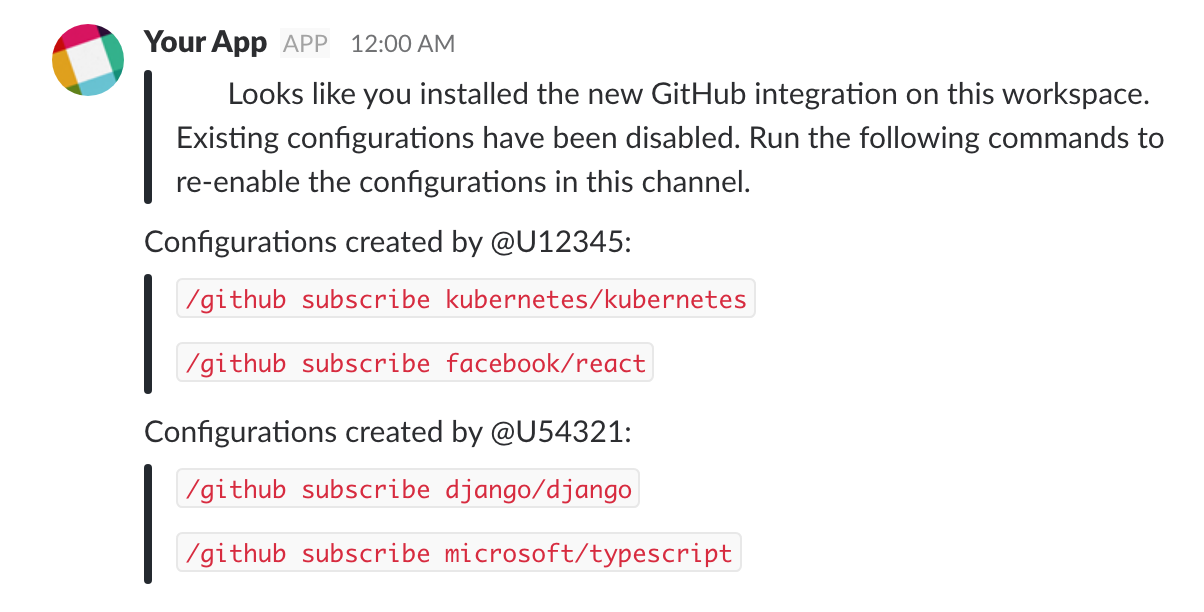 Your App APP 12:00 AM
Looks like you installed the new GitHub integration on this workspace.
Existing configurations have been disabled. Run the following commands to
re-enable the configurations in this channel.
Configurations created by @U12345:
/github subscribe kubernetes/kubernetes
/github subscribe facebook/react
Configurations created by @U54321:
/github subscribe django/django
/github subscribe microsoft/typescript